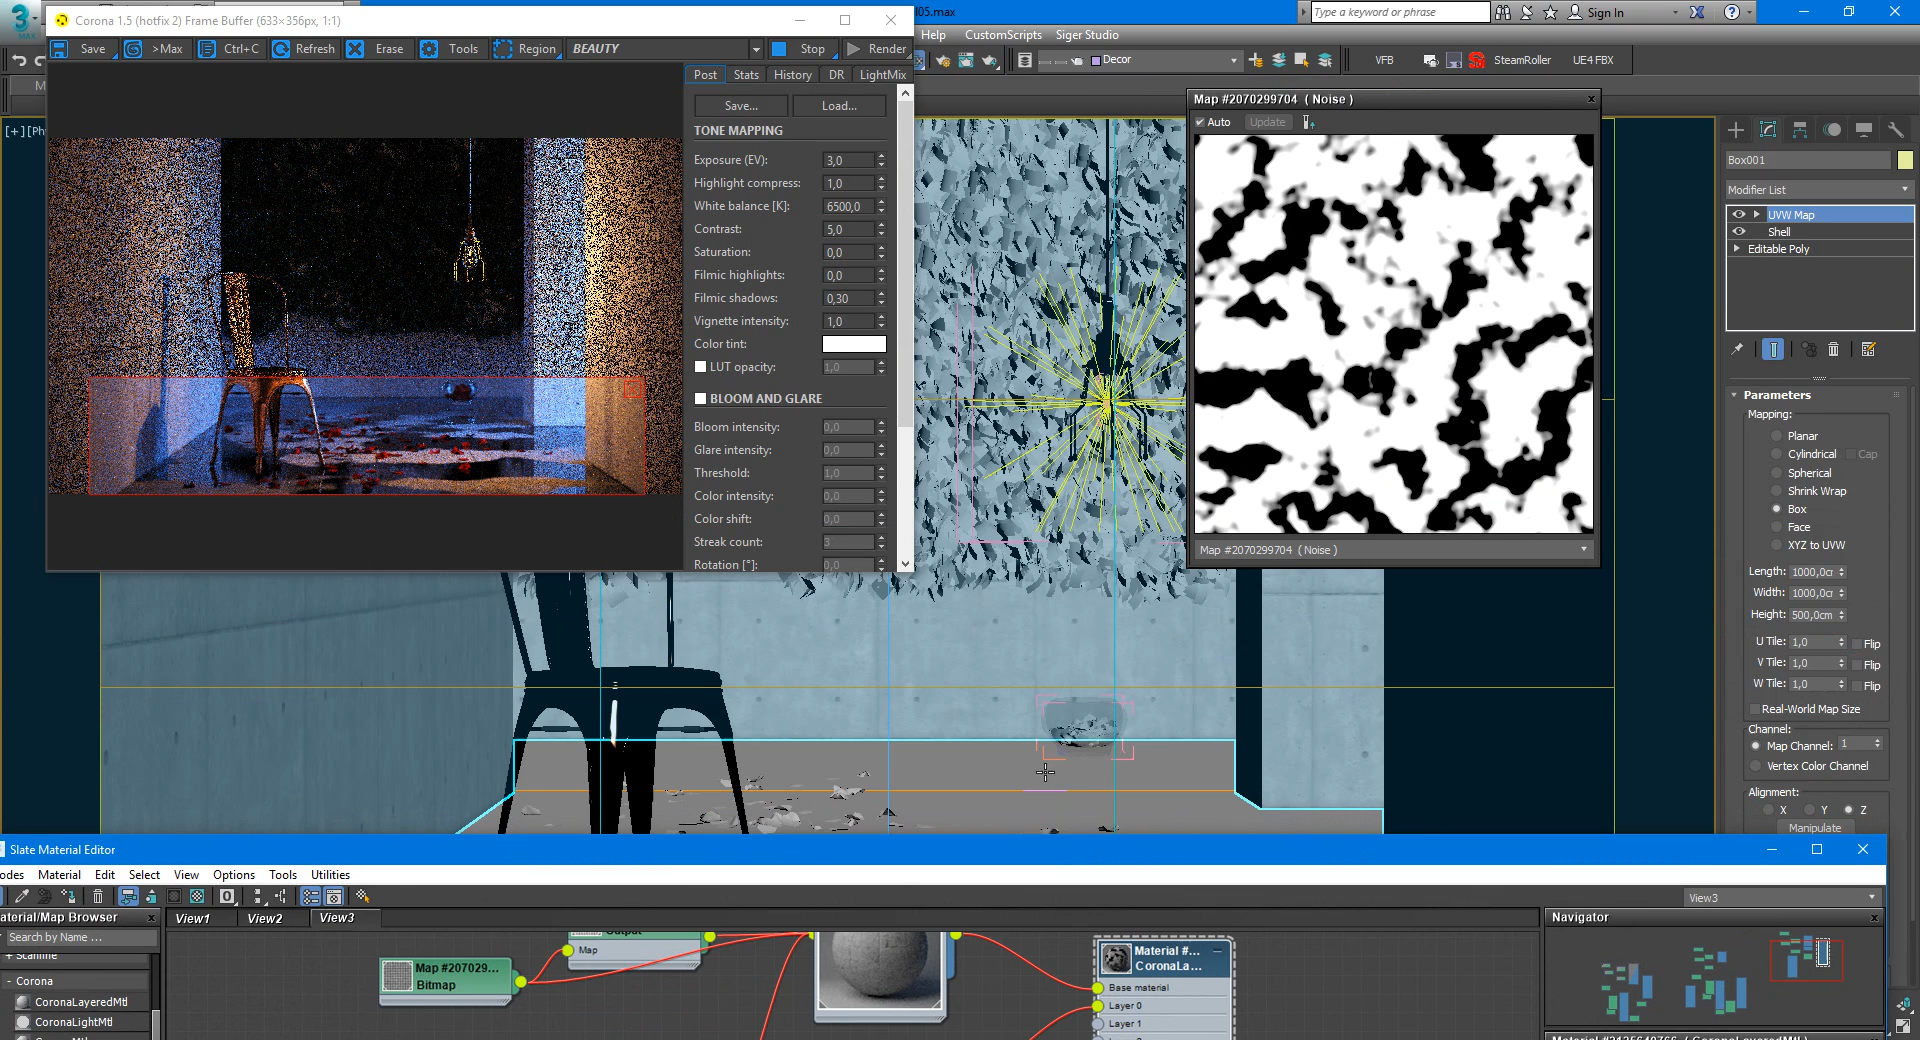 Corona 1.5 (hotfix 2) Frame Buffer (633×356px, 1:1)
l05.max
Type a keyword or phrase
Sign In
Save
>Max
Ctrl+C
Refresh
Erase
Tools
Region
BEAUTY
Stop
Render
Help
CustomScripts
Siger Studio
Decor
VFB
SteamRoller
UE4 FBX
M
[+][Ph
Post
Stats
History
DR
LightMix
Save...
Load...
TONE MAPPING
Exposure (EV): 3,0
Highlight compress: 1,0
White balance [K]: 6500,0
Contrast: 5,0
Saturation: 0,0
Filmic highlights: 0,0
Filmic shadows: 0,30
Vignette intensity: 1,0
Color tint:
LUT opacity: 1,0
BLOOM AND GLARE
Bloom intensity: 0,0
Glare intensity: 0,0
Threshold: 1,0
Color intensity: 0,0
Color shift: 0,0
Streak count: 3
Rotation [°]: 0,0
Map #2070299704 ( Noise )
x
Auto
Update
Map #2070299704 ( Noise )
Box001
Modifier List
UVW Map
Shell
Editable Poly
Parameters
Mapping:
Planar
Cylindrical Cap
Spherical
Shrink Wrap
Box
Face
XYZ to UVW
Length: 1000,0cr
Width: 1000,0cr
Height: 500,0cm
U Tile: 1,0 Flip
V Tile: 1,0 Flip
W Tile: 1,0 Flip
Real-World Map Size
Channel:
Map Channel: 1
Vertex Color Channel
Alignment:
X Y Z
Manipulate
Slate Material Editor
odes
Material
Edit
Select
View
Options
Tools
Utilities
View3
aterial/Map Browser x
View1
View2
View3
Navigator x
Search by Name ...
+ Scanline
- Corona
CoronaLayeredMtl
CoronaLightMtl
Output
Map
Map #207029...
Bitmap
Material #...
CoronaLa...
Base material
Layer 0
Layer 1